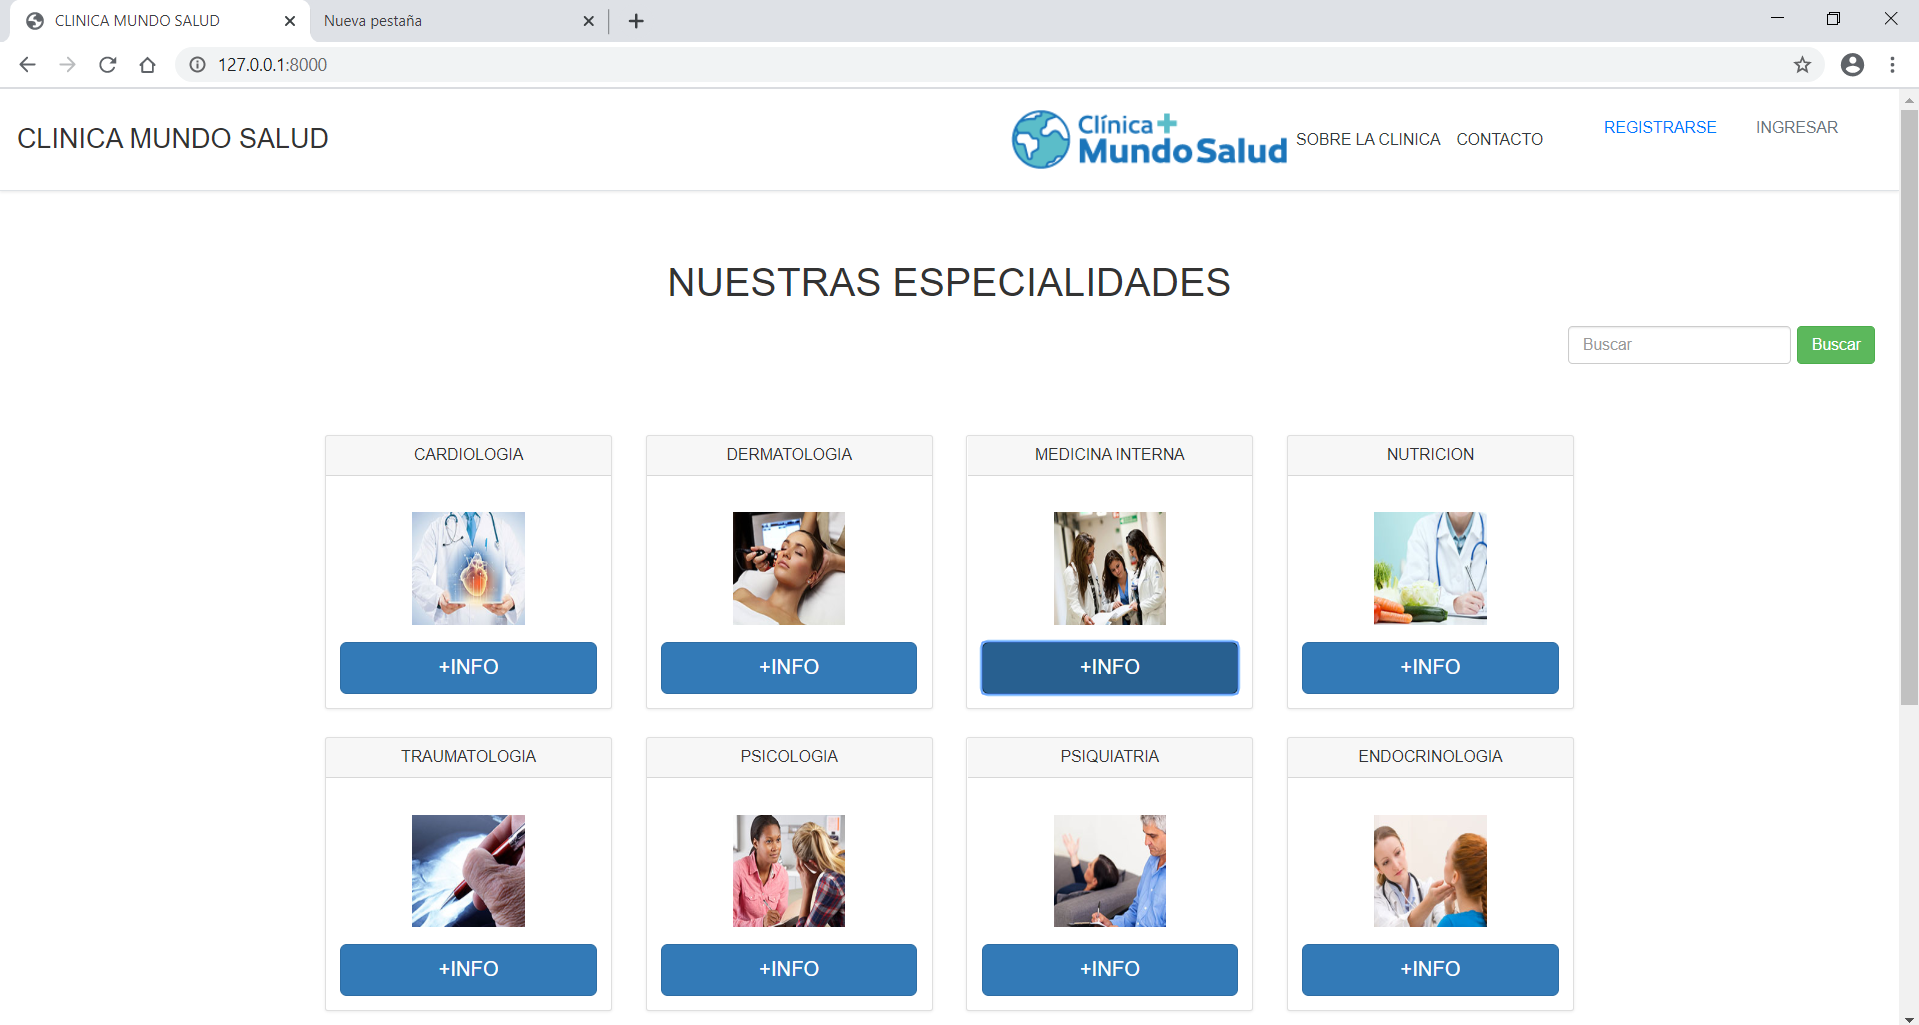 CLINICA MUNDO SALUD
Nueva pestaña
127.0.0.1:8000
CLINICA MUNDO SALUD
Clínica+
MundoSalud
SOBRE LA CLINICA CONTACTO
REGISTRARSE INGRESAR
NUESTRAS ESPECIALIDADES
Buscar Buscar
CARDIOLOGIA DERMATOLOGIA MEDICINA INTERNA NUTRICION
+INFO +INFO +INFO +INFO
TRAUMATOLOGIA PSICOLOGIA PSIQUIATRIA ENDOCRINOLOGIA
+INFO +INFO +INFO +INFO